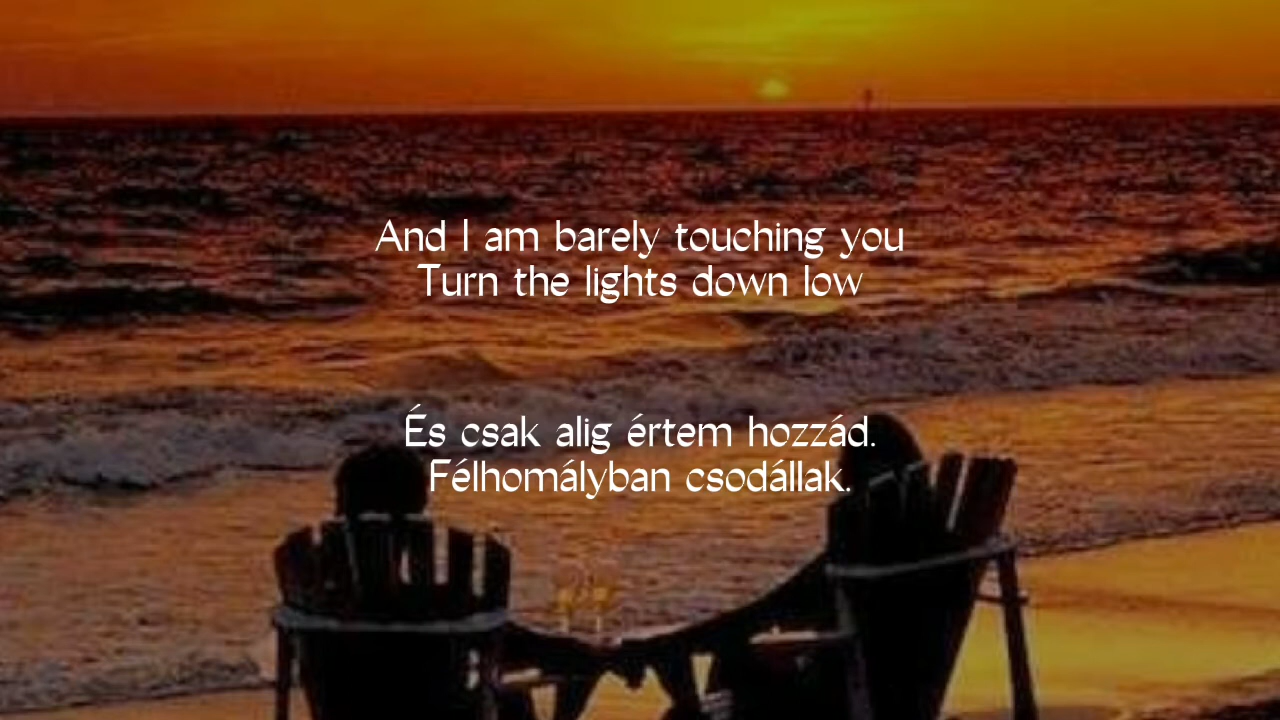 And I am barely touching you
Turn the lights down low
És csak alig értem hozzád.
Félhomályban csodállak.